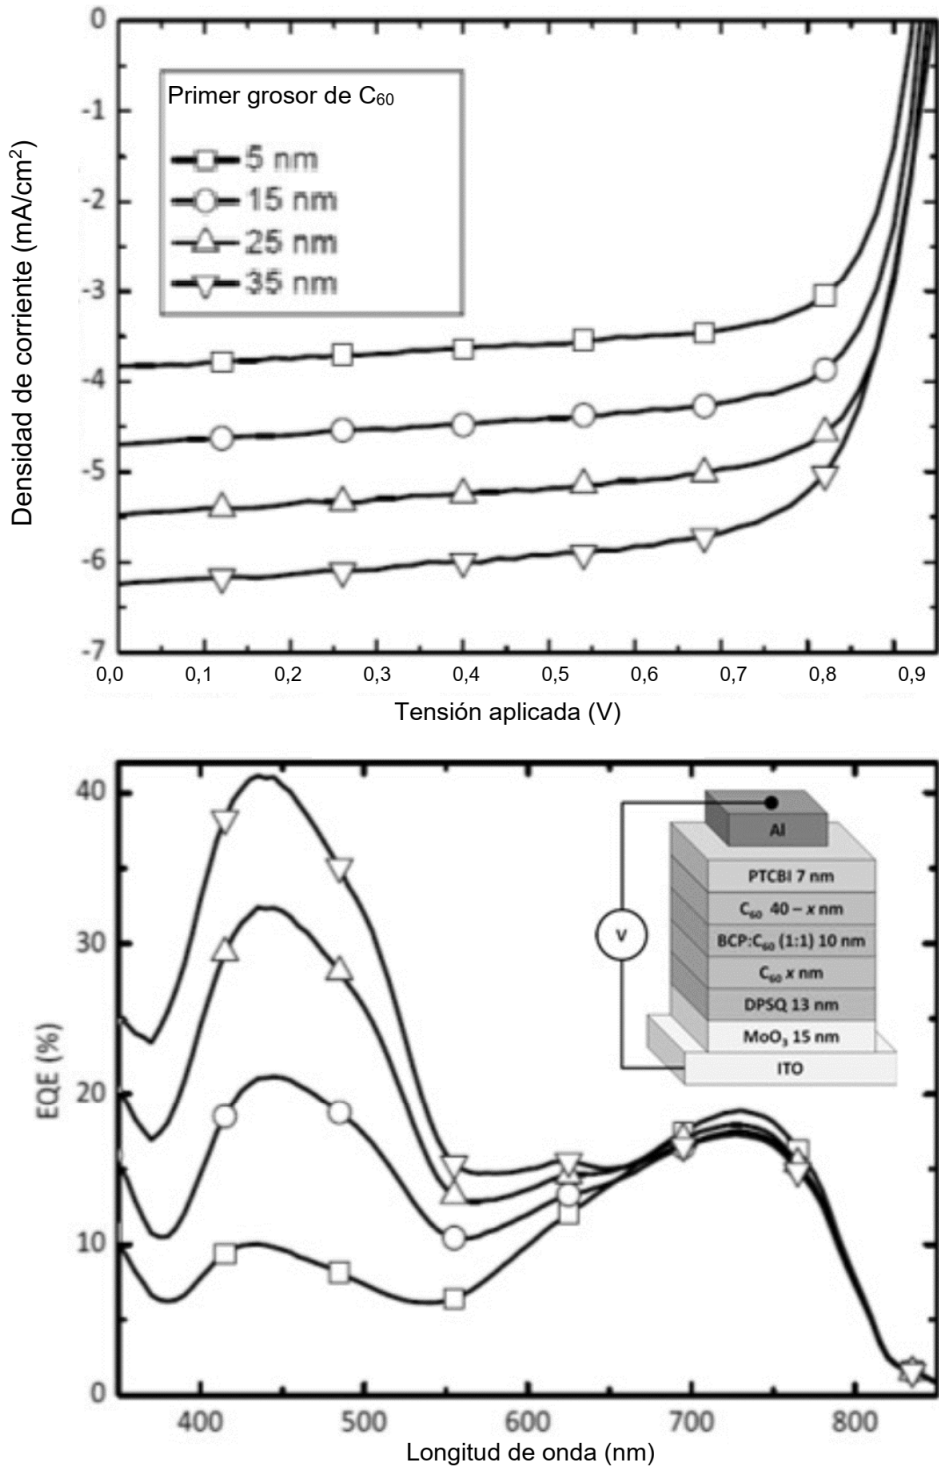 0
-1
-2
-3
-4
-5
-6
-7
Densidad de corriente (mA/cm²)
Primer grosor de C₆₀
5 nm
15 nm
25 nm
35 nm
0,0 0,1 0,2 0,3 0,4 0,5 0,6 0,7 0,8 0,9
Tensión aplicada (V)
40
30
20
10
0
EQE (%)
Al
PTCBI 7 nm
C₆₀ 40 – x nm
BCP:C₆₀ (1:1) 10 nm
C₆₀ x nm
DPSQ 13 nm
MoO₃ 15 nm
ITO
V
400 500 600 700 800
Longitud de onda (nm)